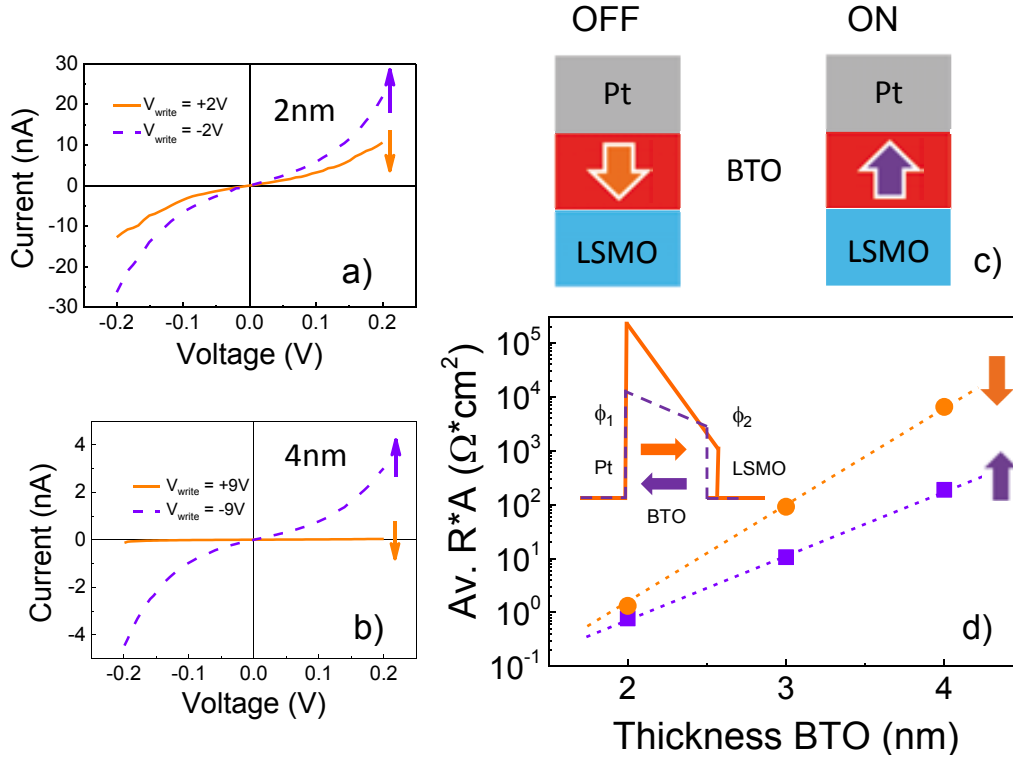 30
20
10
0
-10
-20
-30
Current (nA)
V_write = +2V
V_write = -2V
2nm
a)
-0.2 -0.1 0.0 0.1 0.2
Voltage (V)
4
2
0
-2
-4
Current (nA)
V_write = +9V
V_write = -9V
4nm
b)
-0.2 -0.1 0.0 0.1 0.2
Voltage (V)
OFF ON
Pt Pt
BTO
LSMO LSMO
c)
10^5
10^4
10^3
10^2
10^1
10^0
10^-1
Av. R*A (Ω*cm^2)
ϕ_1 ϕ_2
Pt LSMO
BTO
d)
2 3 4
Thickness BTO (nm)